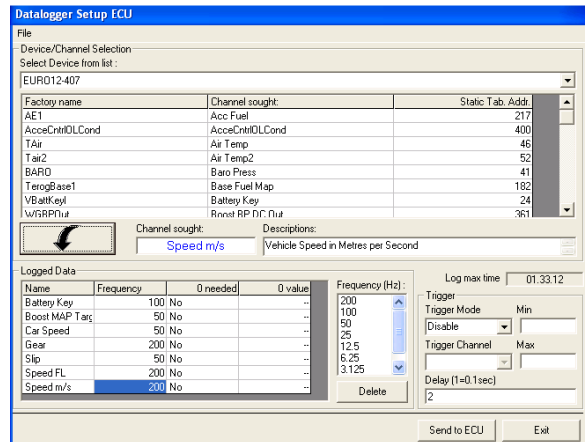 Datalogger Setup ECU
File
Device/Channel Selection
Select Device from list :
EURO12-407
Factory name Channel sought: Static Tab. Addr.
AE1 Acc Fuel 217
AcceCntrlOLCond AcceCntrlOLCond 400
TAir Air Temp 46
Tair2 Air Temp2 52
BARO Baro Press 41
TerogBase1 Base Fuel Map 182
VBattKeyI Battery Key 24
WGBPOut Boost BP DC Out 361
Channel sought: Descriptions:
Speed m/s Vehicle Speed in Metres per Second
Logged Data
Name Frequency 0 needed 0 value
Battery Key 100 No --
Boost MAP Targ 50 No --
Car Speed 50 No --
Gear 200 No --
Slip 50 No --
Speed FL 200 No --
Speed m/s 200 No --
Frequency (Hz) :
200
100
50
25
12.5
6.25
3.125
Delete
Log max time 01.33.12
Trigger
Trigger Mode Min
Disable
Trigger Channel Max
Delay (1=0.1sec)
2
Send to ECU Exit